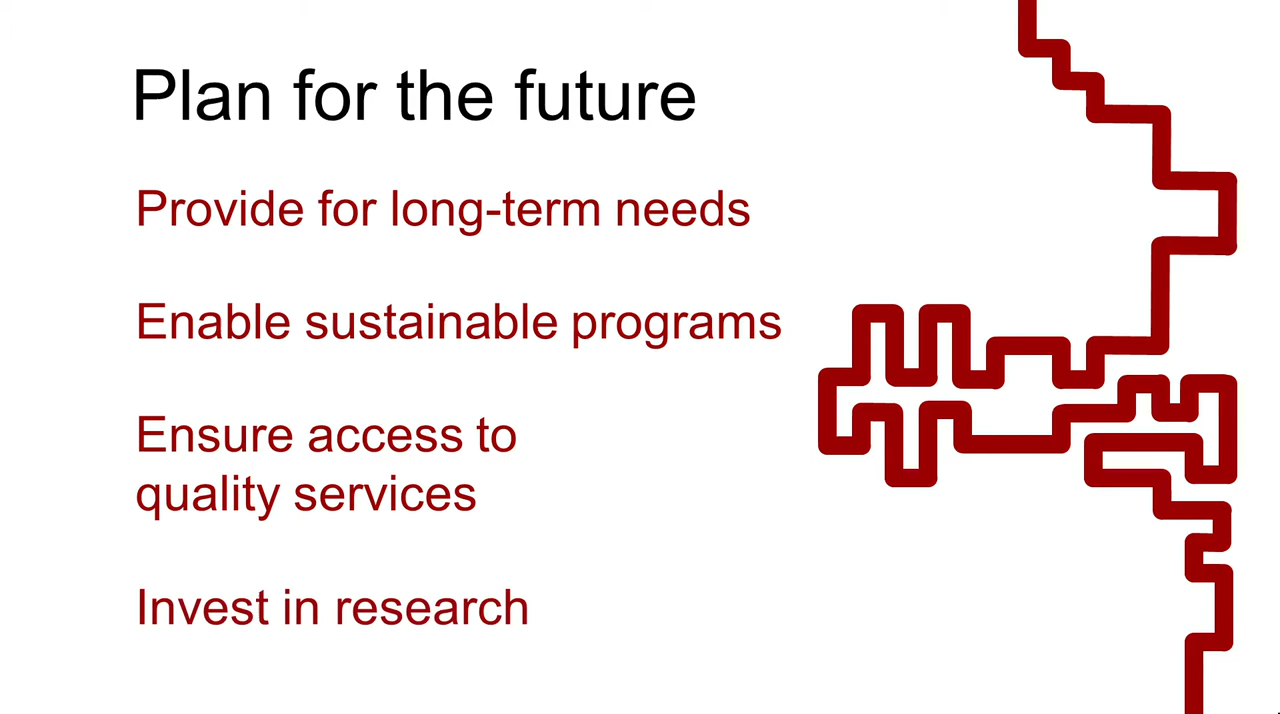 Plan for the future
Provide for long-term needs
Enable sustainable programs
Ensure access to
quality services
Invest in research